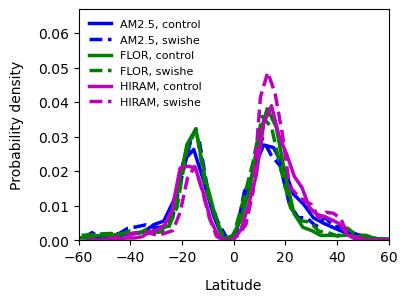 0.06
0.05
0.04
0.03
0.02
0.01
0.00
Probability density
AM2.5, control
AM2.5, swishe
FLOR, control
FLOR, swishe
HIRAM, control
HIRAM, swishe
−60 −40 −20 0 20 40 60
Latitude